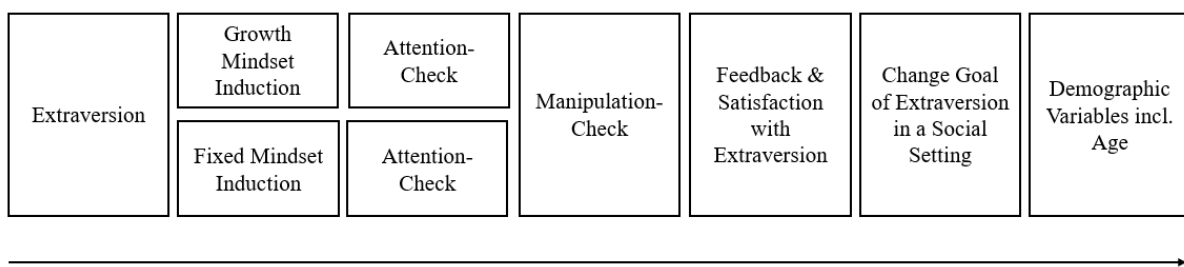 Extraversion
Growth
Mindset
Induction
Attention-
Check
Fixed Mindset
Induction
Attention-
Check
Manipulation-
Check
Feedback &
Satisfaction
with
Extraversion
Change Goal
of Extraversion
in a Social
Setting
Demographic
Variables incl.
Age